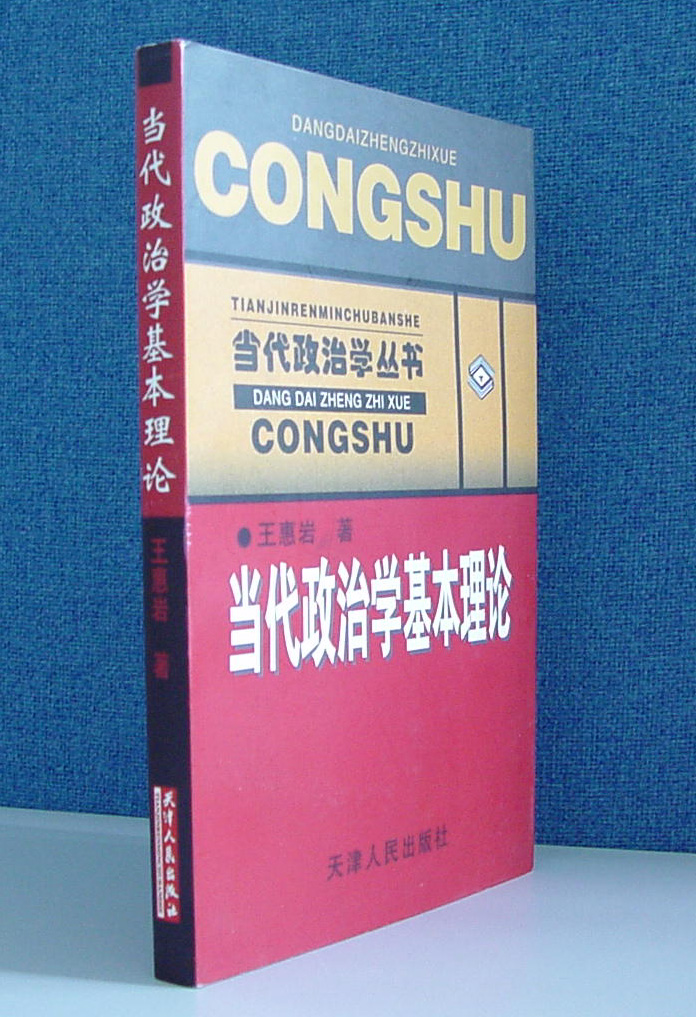 当代政治学基本理论
王惠岩 著
天津人民出版社
DANGDAIZHENGZHIXUE
CONGSHU
TIANJINRENMINCHUBANSHE
当代政治学丛书
DANG DAI ZHENG ZHI XUE
CONGSHU
●王惠岩 著
当代政治学基本理论
天津人民出版社